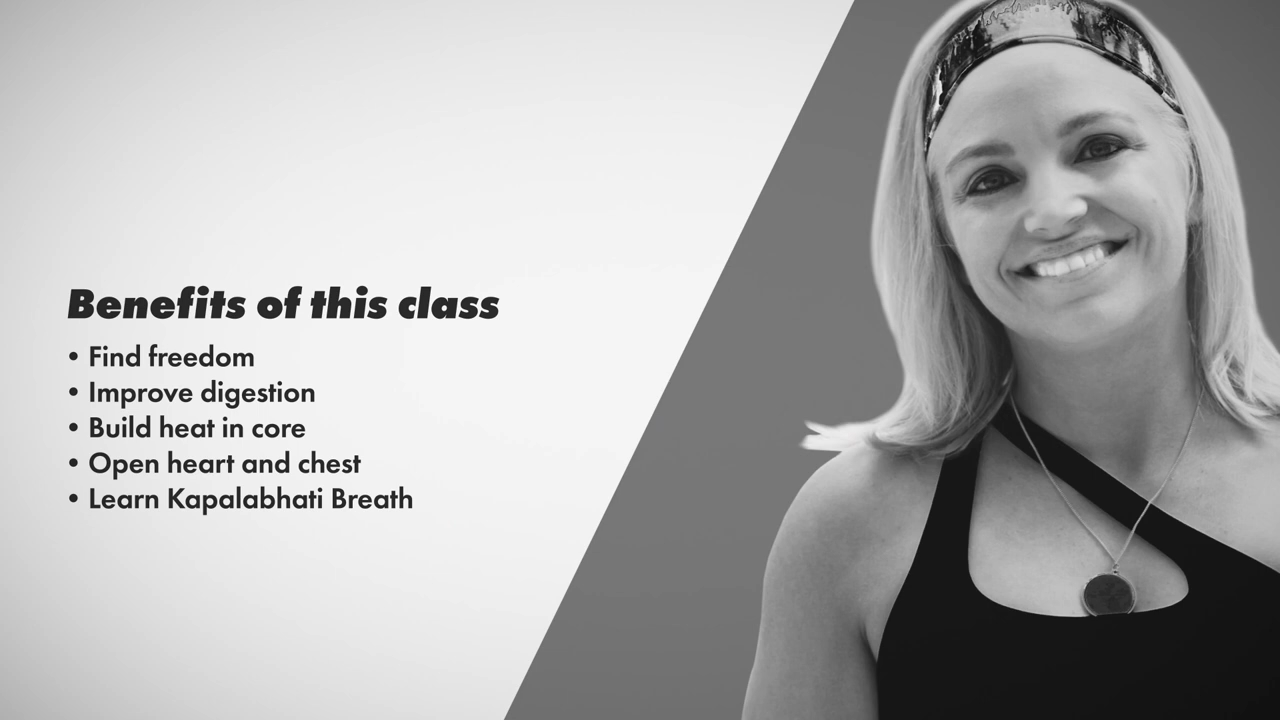 Benefits of this class
• Find freedom
• Improve digestion
• Build heat in core
• Open heart and chest
• Learn Kapalabhati Breath